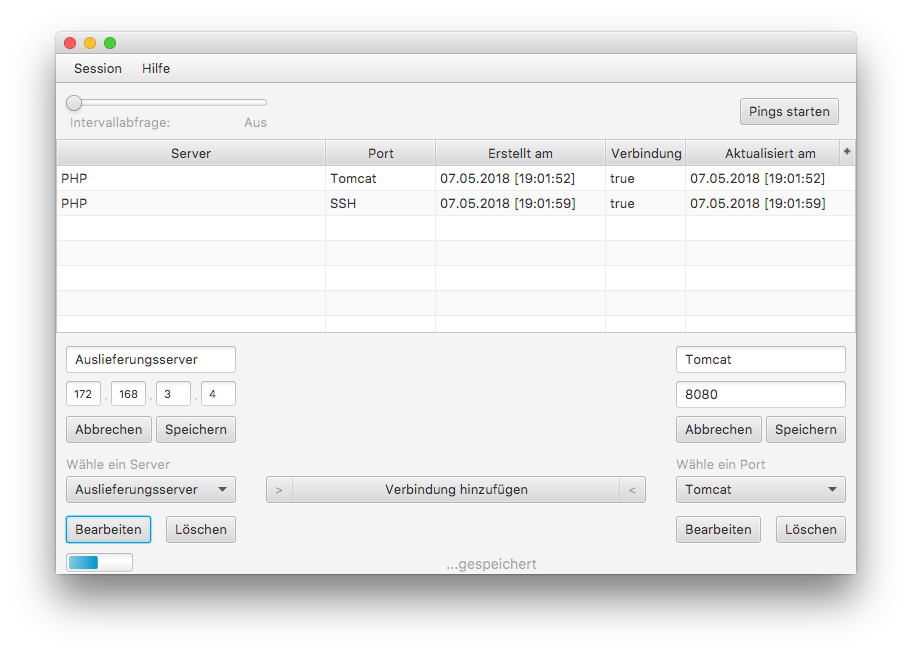 Session Hilfe
Intervallabfrage: Aus
Pings starten
Server Port Erstellt am Verbindung Aktualisiert am +
PHP Tomcat 07.05.2018 [19:01:52] true 07.05.2018 [19:01:52]
PHP SSH 07.05.2018 [19:01:59] true 07.05.2018 [19:01:59]
Auslieferungsserver Tomcat
172 . 168 . 3 . 4 8080
Abbrechen Speichern Abbrechen Speichern
Wähle ein Server Wähle ein Port
Auslieferungsserver > Verbindung hinzufügen < Tomcat
Bearbeiten Löschen Bearbeiten Löschen
...gespeichert